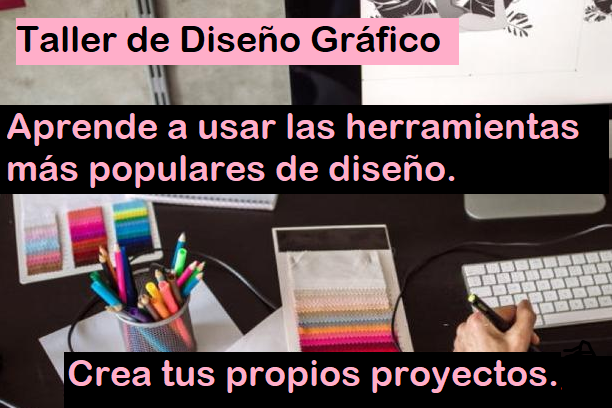 Taller de Diseño Gráfico
Aprende a usar las herramientas
más populares de diseño.
Crea tus propios proyectos.